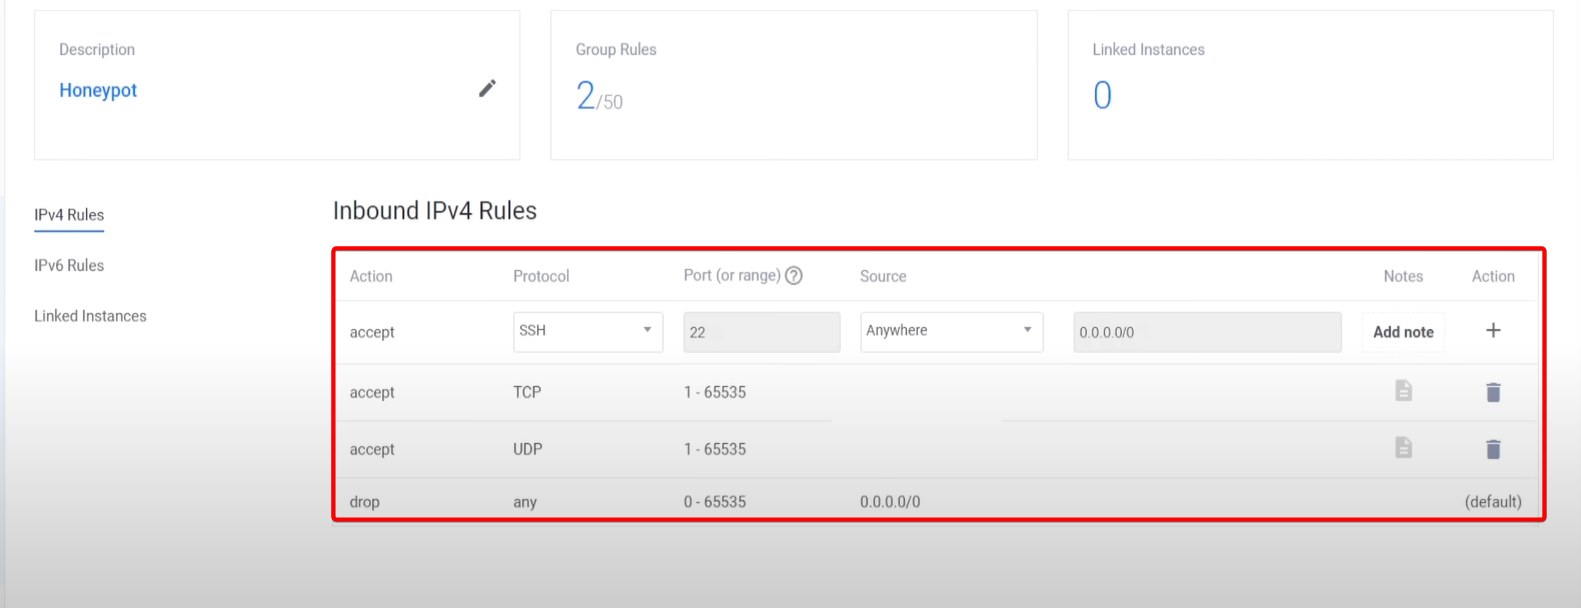 Description
Honeypot
Group Rules
2/50
Linked Instances
0
IPv4 Rules
IPv6 Rules
Linked Instances
Inbound IPv4 Rules
Action Protocol Port (or range) ? Source Notes Action
accept SSH 22 Anywhere 0.0.0.0/0 Add note +
accept TCP 1 - 65535
accept UDP 1 - 65535
drop any 0 - 65535 0.0.0.0/0 (default)